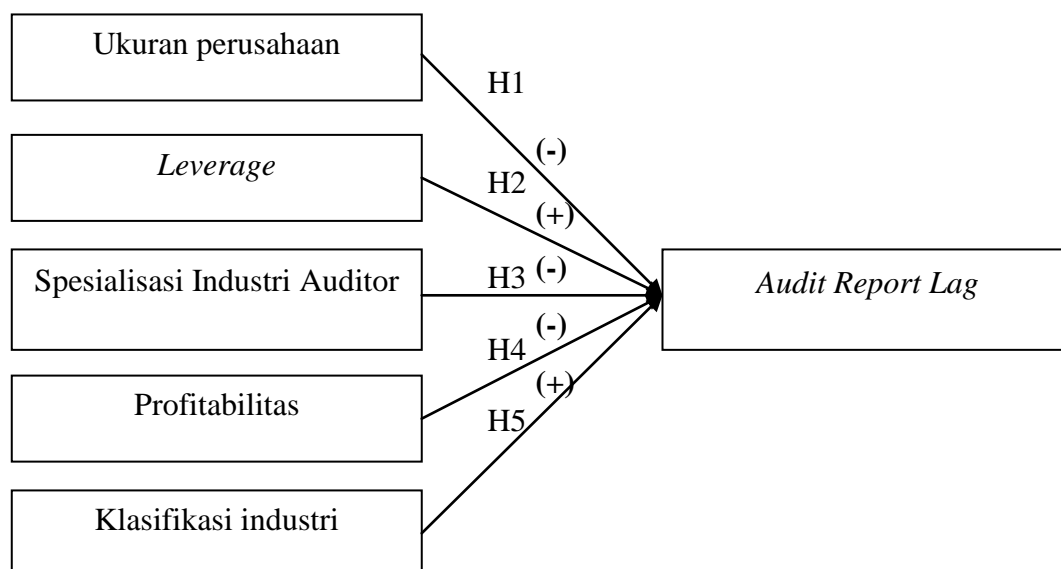 Ukuran perusahaan
H1
(-)
Leverage
H2
(+)
Spesialisasi Industri Auditor
H3
(-)
Audit Report Lag
(-)
H4
Profitabilitas
(+)
H5
Klasifikasi industri